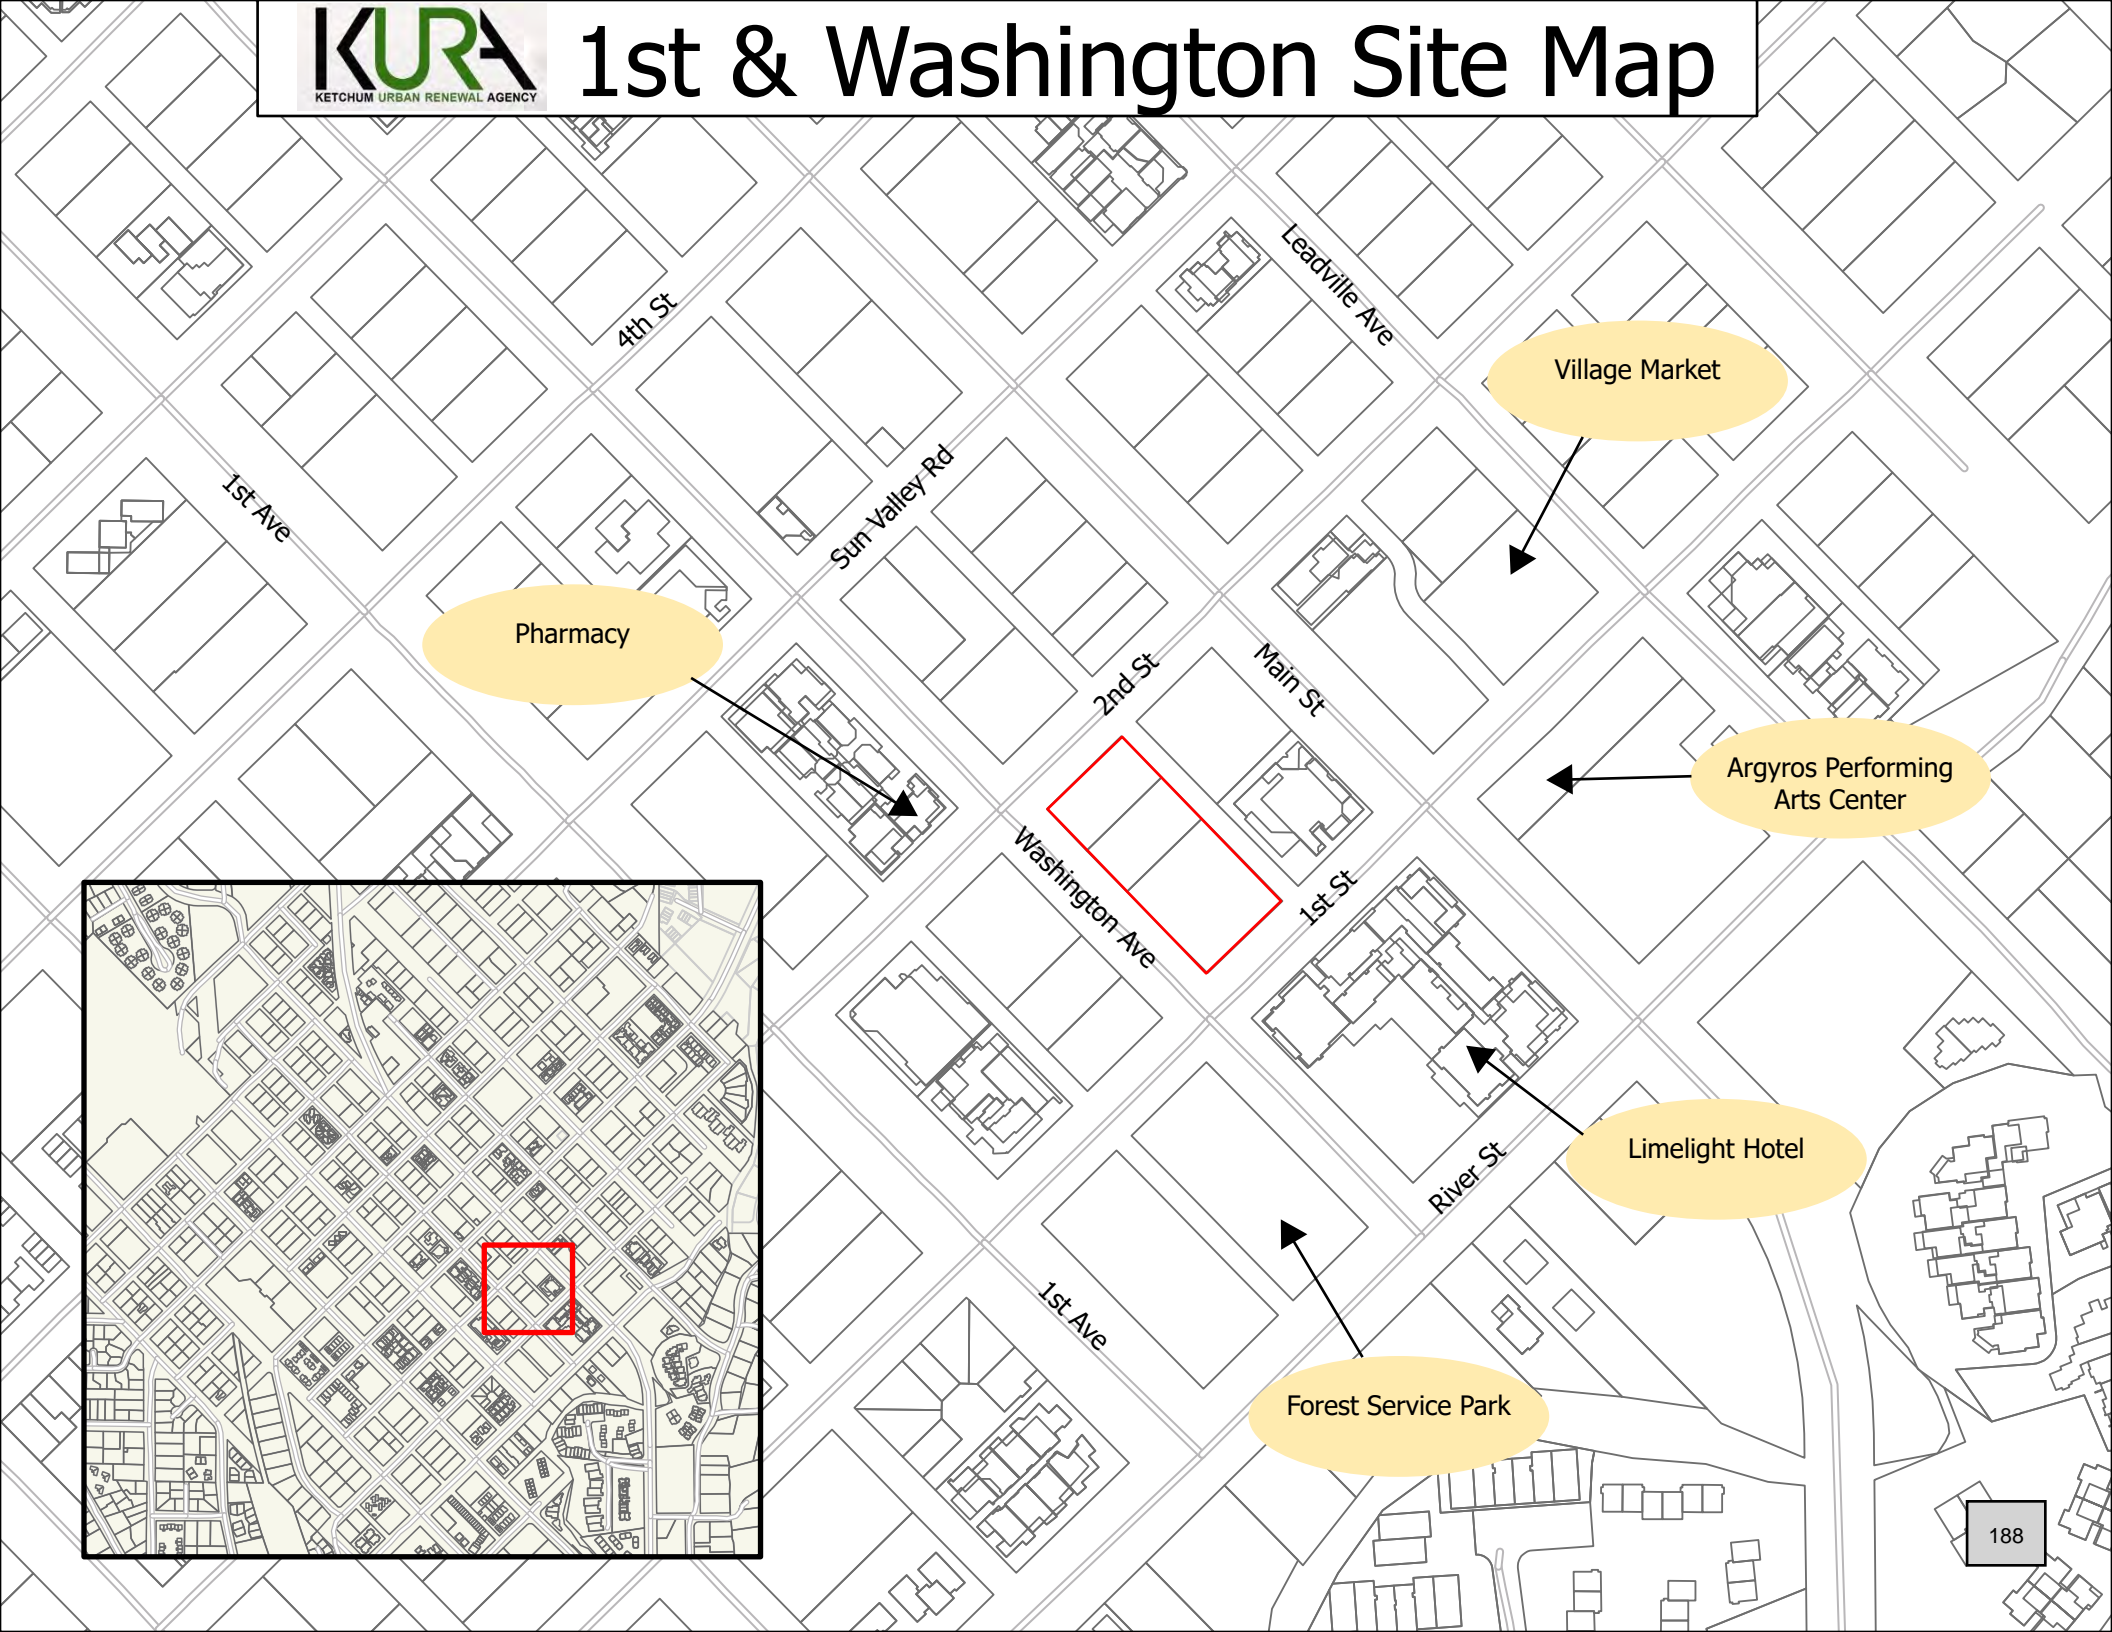 KURA
KETCHUM URBAN RENEWAL AGENCY
1st & Washington Site Map
Leadville Ave
4th St
Village Market
Sun Valley Rd
1st Ave
Pharmacy
2nd St
Main St
Argyros Performing
Arts Center
Washington Ave
1st St
Limelight Hotel
River St
1st Ave
Forest Service Park
188